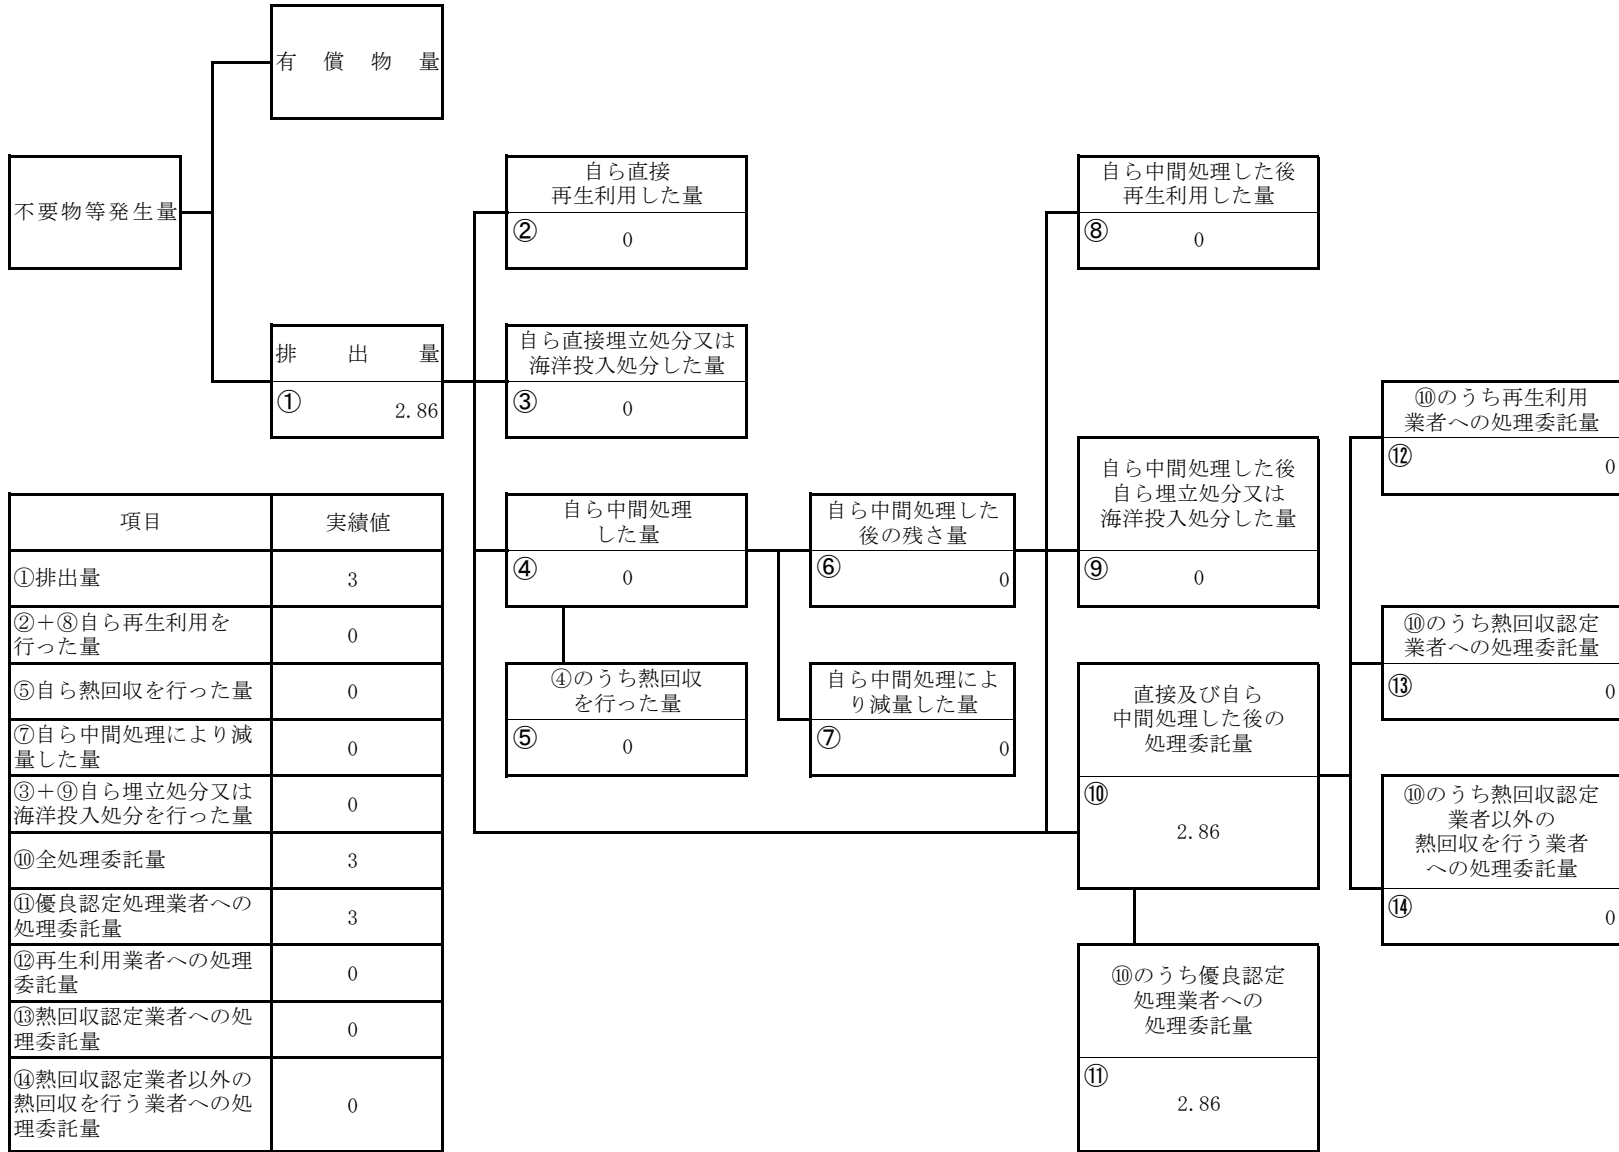 有償物量
不要物等発生量
排出量
① 2.86
自ら直接
再生利用した量
② 0
自ら直接埋立処分又は
海洋投入処分した量
③ 0
自ら中間処理
した量
④ 0
④のうち熱回収
を行った量
⑤ 0
自ら中間処理した
後の残さ量
⑥ 0
自ら中間処理によ
り減量した量
⑦ 0
自ら中間処理した後
再生利用した量
⑧ 0
自ら中間処理した後
自ら埋立処分又は
海洋投入処分した量
⑨ 0
直接及び自ら
中間処理した後の
処理委託量
⑩
2.86
⑩のうち優良認定
処理業者への
処理委託量
⑪
2.86
⑩のうち再生利用
業者への処理委託量
⑫ 0
⑩のうち熱回収認定
業者への処理委託量
⑬ 0
⑩のうち熱回収認定
業者以外の
熱回収を行う業者
への処理委託量
⑭ 0
項目 実績値
①排出量 3
②＋⑧自ら再生利用を
行った量 0
⑤自ら熱回収を行った量 0
⑦自ら中間処理により減
量した量 0
③＋⑨自ら埋立処分又は
海洋投入処分を行った量 0
⑩全処理委託量 3
⑪優良認定処理業者への
処理委託量 3
⑫再生利用業者への処理
委託量 0
⑬熱回収認定業者への処
理委託量 0
⑭熱回収認定業者以外の
熱回収を行う業者への処
理委託量 0